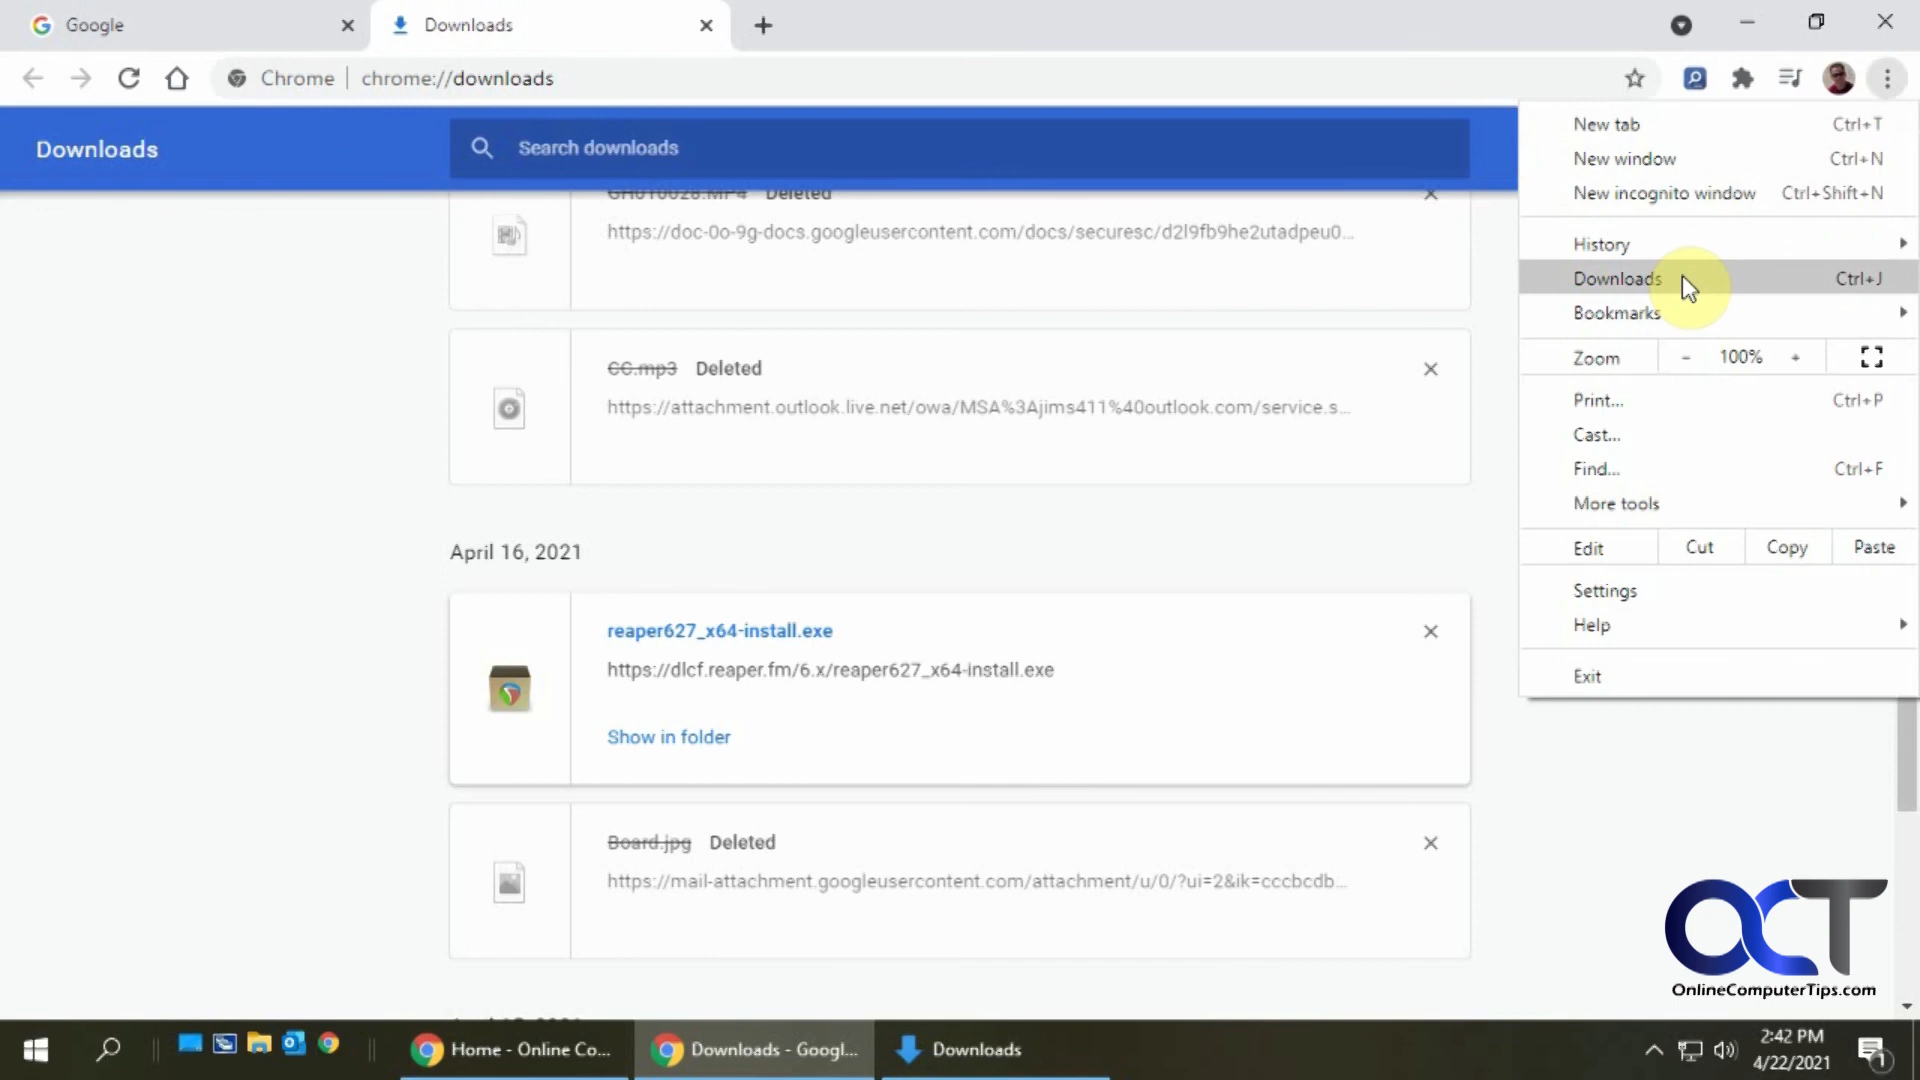 Google
Downloads
Chrome
chrome://downloads
Downloads
Search downloads
GH010028.MP4 Deleted
https://doc-0o-9g-docs.googleusercontent.com/docs/securesc/d2l9fb9he2utadpeu0...
CC.mp3 Deleted
https://attachment.outlook.live.net/owa/MSA%3Ajims411%40outlook.com/service.s...
April 16, 2021
reaper627_x64-install.exe
https://dlcf.reaper.fm/6.x/reaper627_x64-install.exe
Show in folder
Board.jpg Deleted
https://mail-attachment.googleusercontent.com/attachment/u/0/?ui=2&ik=cccbcdb...
New tab Ctrl+T
New window Ctrl+N
New incognito window Ctrl+Shift+N
History
Downloads Ctrl+J
Bookmarks
Zoom - 100% +
Print... Ctrl+P
Cast...
Find... Ctrl+F
More tools
Edit Cut Copy Paste
Settings
Help
Exit
OCT
OnlineComputerTips.com
Home - Online Co...
Downloads - Googl...
Downloads
2:42 PM
4/22/2021
1